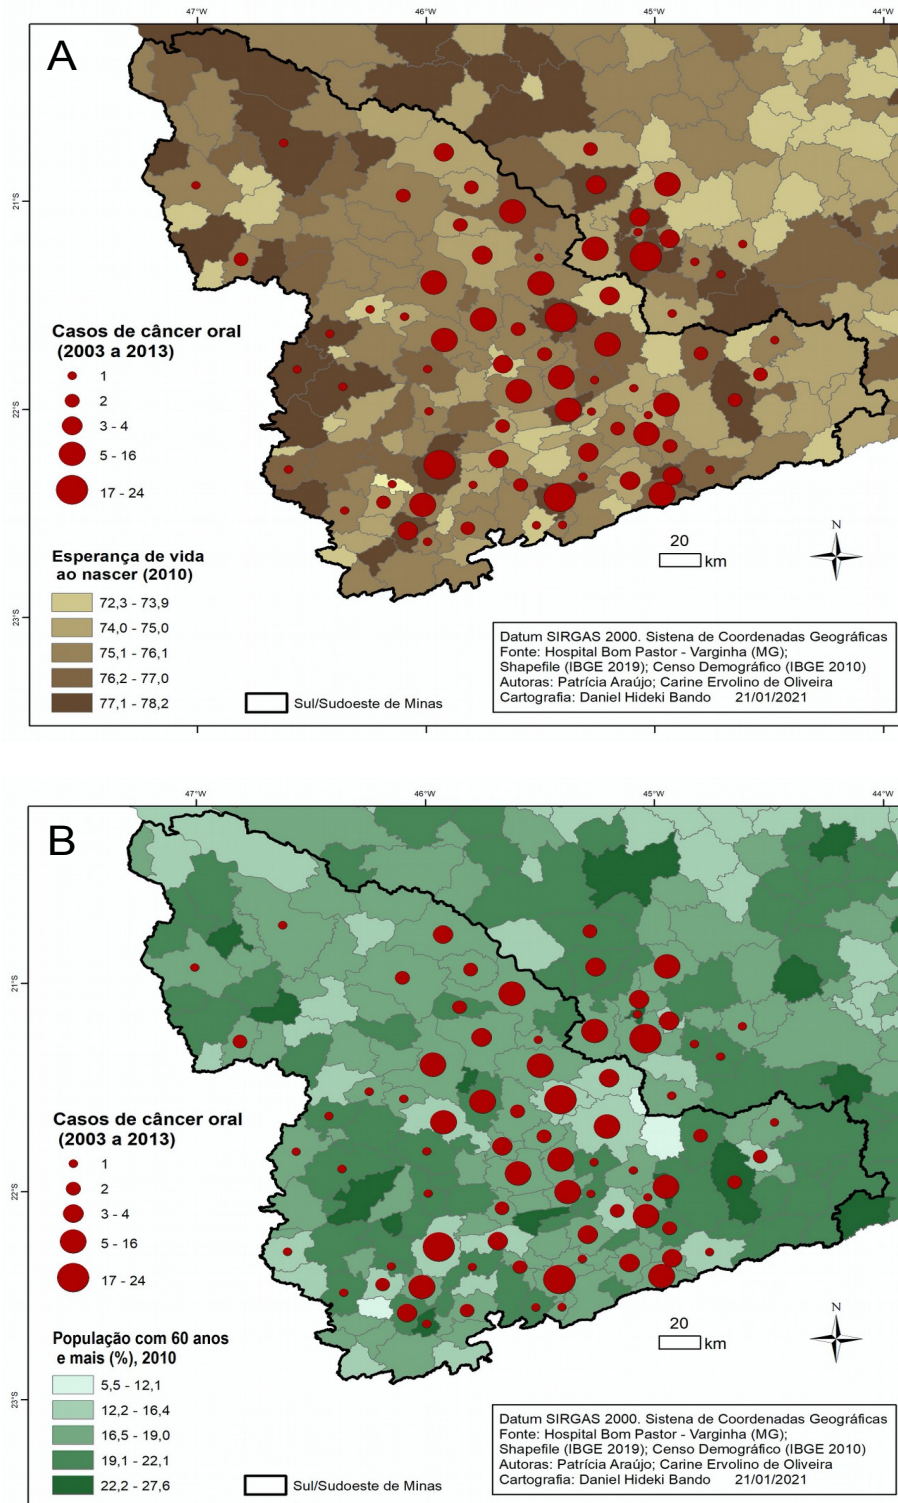 47°W 46°W 45°W 44°W
A
21°S
Casos de câncer oral
(2003 a 2013)
1
2
3 - 4
5 - 16
17 - 24
22°S
Esperança de vida
ao nascer (2010)
72,3 - 73,9
74,0 - 75,0
75,1 - 76,1
76,2 - 77,0
77,1 - 78,2
23°S
Sul/Sudoeste de Minas
20
km
N
Datum SIRGAS 2000. Sistena de Coordenadas Geográficas
Fonte: Hospital Bom Pastor - Varginha (MG);
Shapefile (IBGE 2019); Censo Demográfico (IBGE 2010)
Autoras: Patrícia Araújo; Carine Ervolino de Oliveira
Cartografia: Daniel Hideki Bando 21/01/2021
47°W 46°W 45°W 44°W
B
21°S
Casos de câncer oral
(2003 a 2013)
1
2
3 - 4
5 - 16
17 - 24
22°S
População com 60 anos
e mais (%), 2010
5,5 - 12,1
12,2 - 16,4
16,5 - 19,0
19,1 - 22,1
22,2 - 27,6
23°S
Sul/Sudoeste de Minas
20
km
N
Datum SIRGAS 2000. Sistena de Coordenadas Geográficas
Fonte: Hospital Bom Pastor - Varginha (MG);
Shapefile (IBGE 2019); Censo Demográfico (IBGE 2010)
Autoras: Patrícia Araújo; Carine Ervolino de Oliveira
Cartografia: Daniel Hideki Bando 21/01/2021